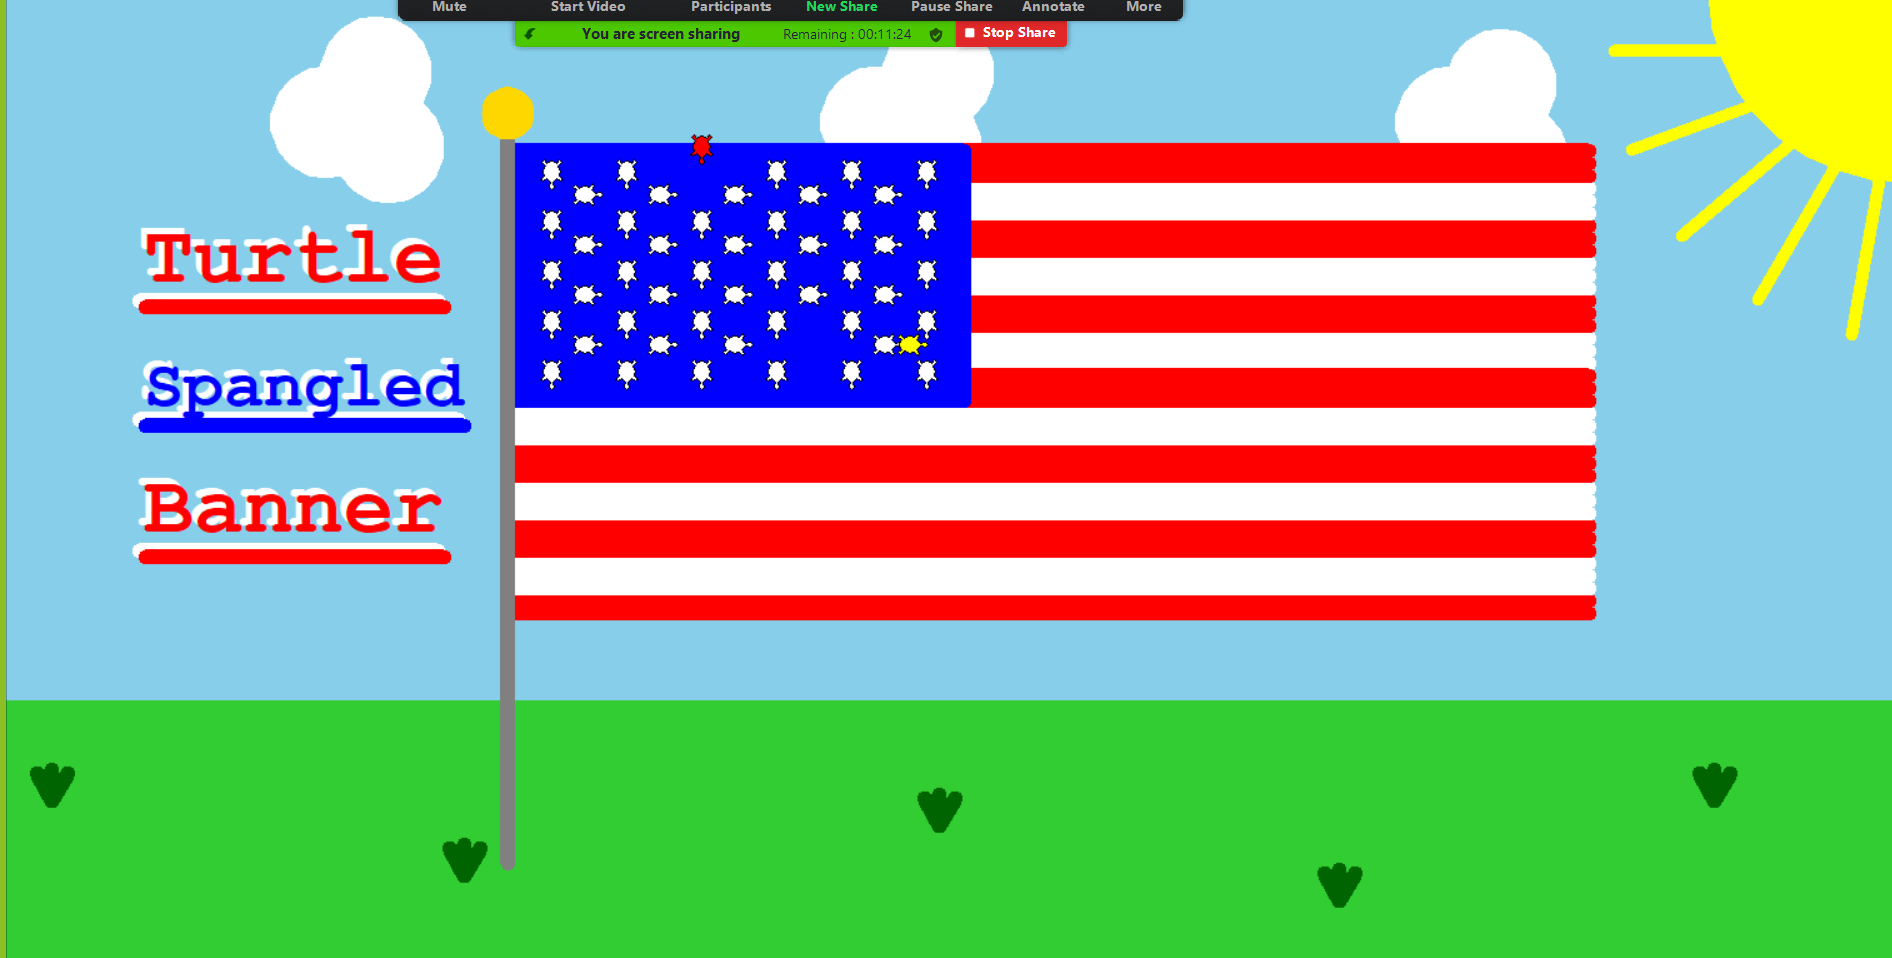 Mute Start Video Participants New Share Pause Share Annotate More
You are screen sharing Remaining : 00:11:24 Stop Share
Turtle
Spangled
Banner